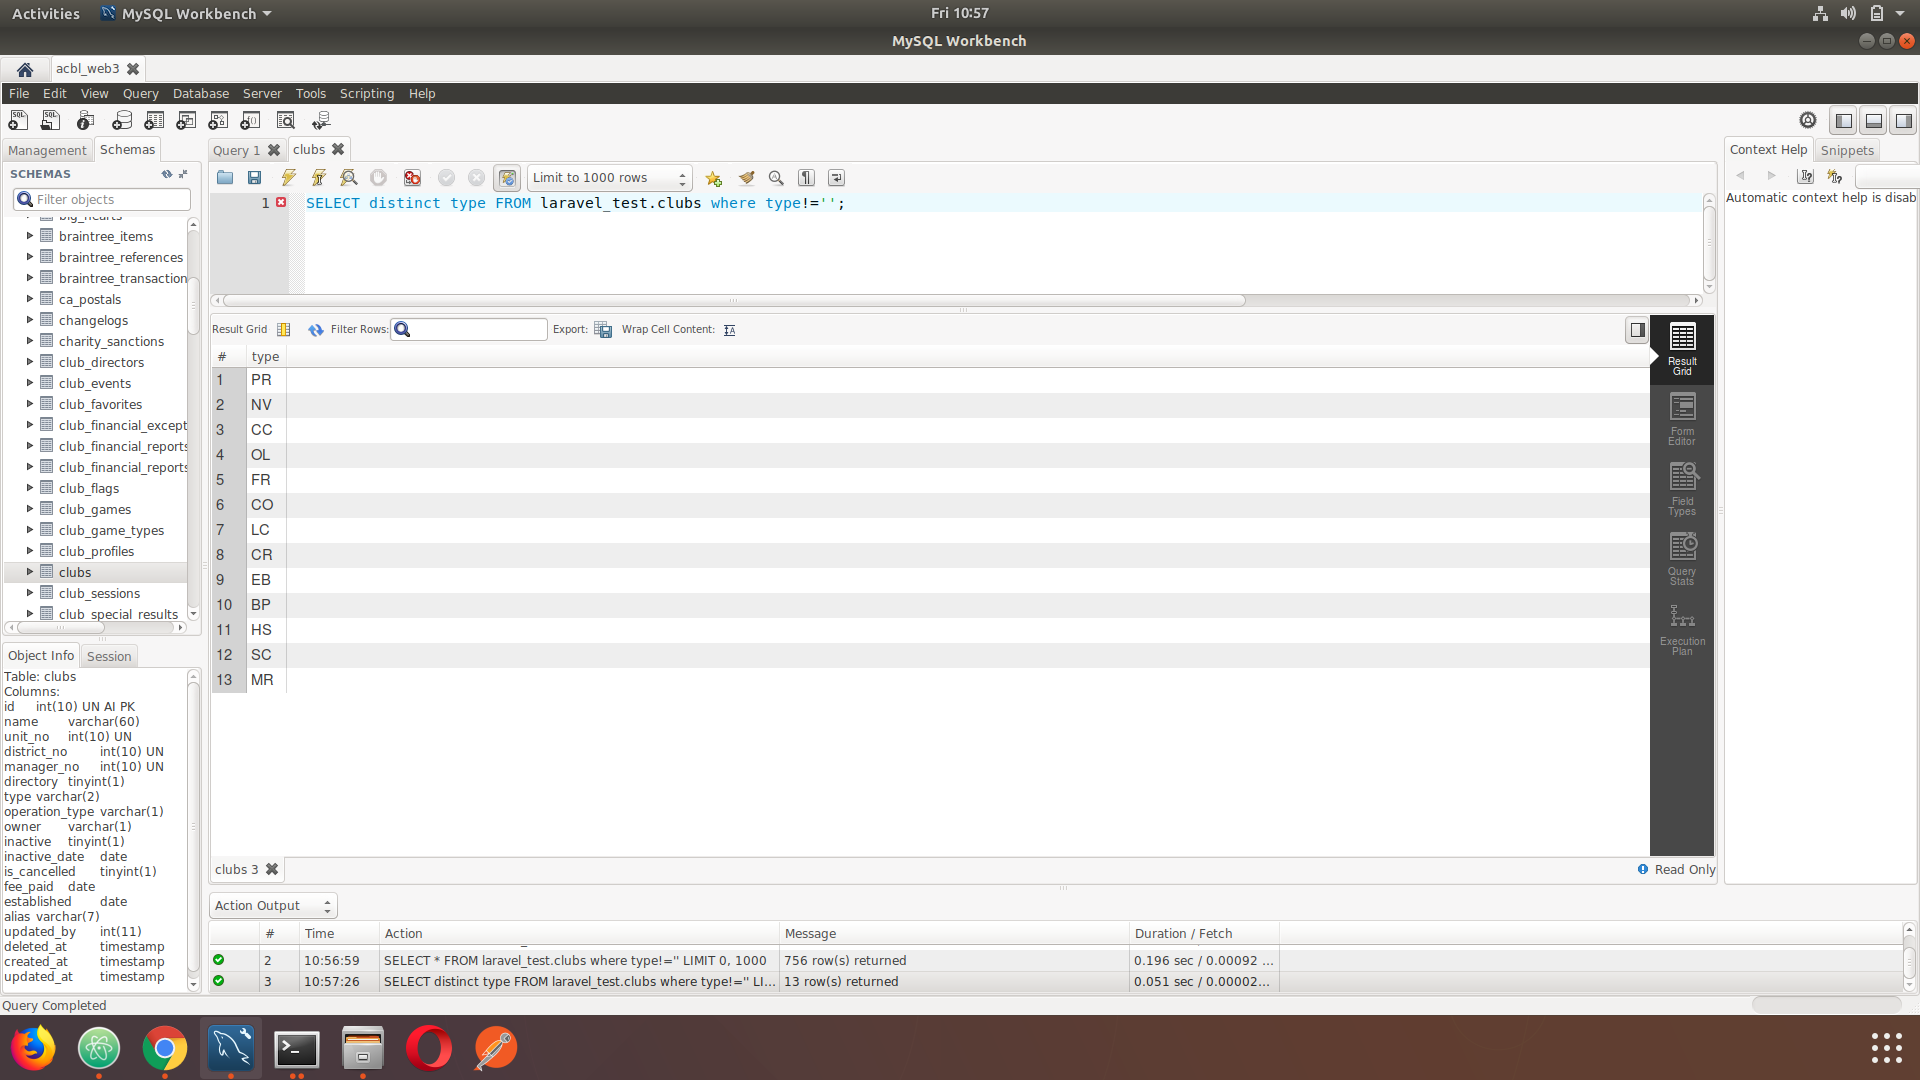 Activities MySQL Workbench Fri 10:57
MySQL Workbench
acbl_web3
File Edit View Query Database Server Tools Scripting Help
Management Schemas Query 1 clubs Context Help Snippets
SCHEMAS
Limit to 1000 rows
Filter objects
Automatic context help is disab
1 SELECT distinct type FROM laravel_test.clubs where type!='';
big_hearts
braintree_items
braintree_references
braintree_transaction
ca_postals
changelogs
charity_sanctions
club_directors
club_events
club_favorites
club_financial_except
club_financial_reports
club_financial_reports
club_flags
club_games
club_game_types
club_profiles
clubs
club_sessions
club_special_results
Result Grid Filter Rows: Export: Wrap Cell Content:
# type
1 PR
2 NV
3 CC
4 OL
5 FR
6 CO
7 LC
8 CR
9 EB
10 BP
11 HS
12 SC
13 MR
Result
Grid
Form
Editor
Field
Types
Query
Stats
Execution
Plan
Object Info Session
Table: clubs
Columns:
id int(10) UN AI PK
name varchar(60)
unit_no int(10) UN
district_no int(10) UN
manager_no int(10) UN
directory tinyint(1)
type varchar(2)
operation_type varchar(1)
owner varchar(1)
inactive tinyint(1)
inactive_date date
is_cancelled tinyint(1)
fee_paid date
established date
alias varchar(7)
updated_by int(11)
deleted_at timestamp
created_at timestamp
updated_at timestamp
clubs 3 Read Only
Action Output
# Time Action Message Duration / Fetch
2 10:56:59 SELECT * FROM laravel_test.clubs where type!='' LIMIT 0, 1000 756 row(s) returned 0.196 sec / 0.00092 ...
3 10:57:26 SELECT distinct type FROM laravel_test.clubs where type!='' LI... 13 row(s) returned 0.051 sec / 0.00002...
Query Completed